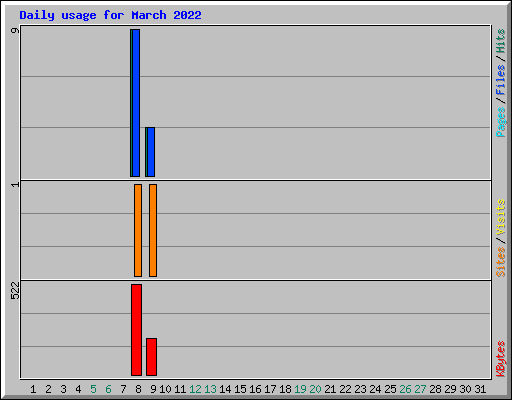 Daily usage for March 2022
9
Pages/Files/Hits
1
Sites/Visits
522
KBytes
1 2 3 4 5 6 7 8 9 10 11 12 13 14 15 16 17 18 19 20 21 22 23 24 25 26 27 28 29 30 31